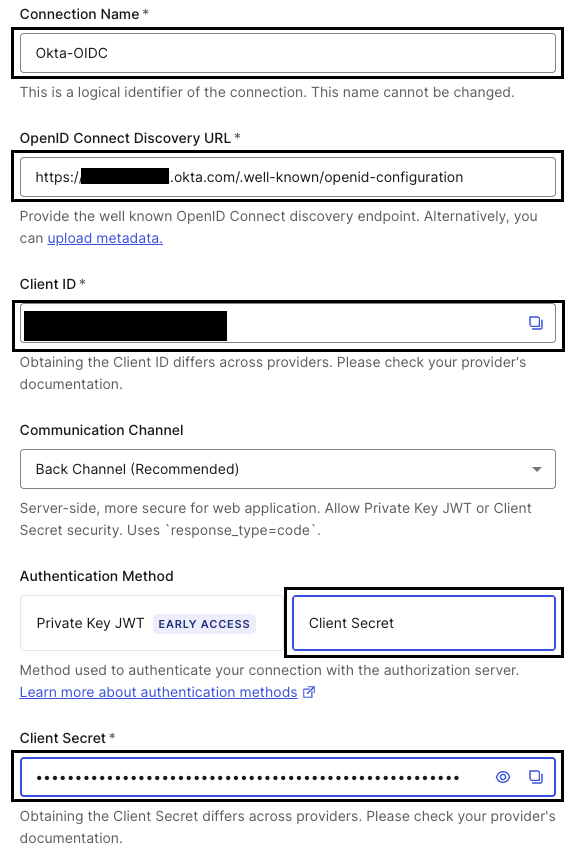 Connection Name *
Okta-OIDC
This is a logical identifier of the connection. This name cannot be changed.
OpenID Connect Discovery URL *
https:/ .okta.com/.well-known/openid-configuration
Provide the well known OpenID Connect discovery endpoint. Alternatively, you
can upload metadata.
Client ID *
Obtaining the Client ID differs across providers. Please check your provider's
documentation.
Communication Channel
Back Channel (Recommended)
Server-side, more secure for web application. Allow Private Key JWT or Client
Secret security. Uses `response_type=code`.
Authentication Method
Private Key JWT EARLY ACCESS
Client Secret
Method used to authenticate your connection with the authorization server.
Learn more about authentication methods
Client Secret *
Obtaining the Client Secret differs across providers. Please check your provider's
documentation.